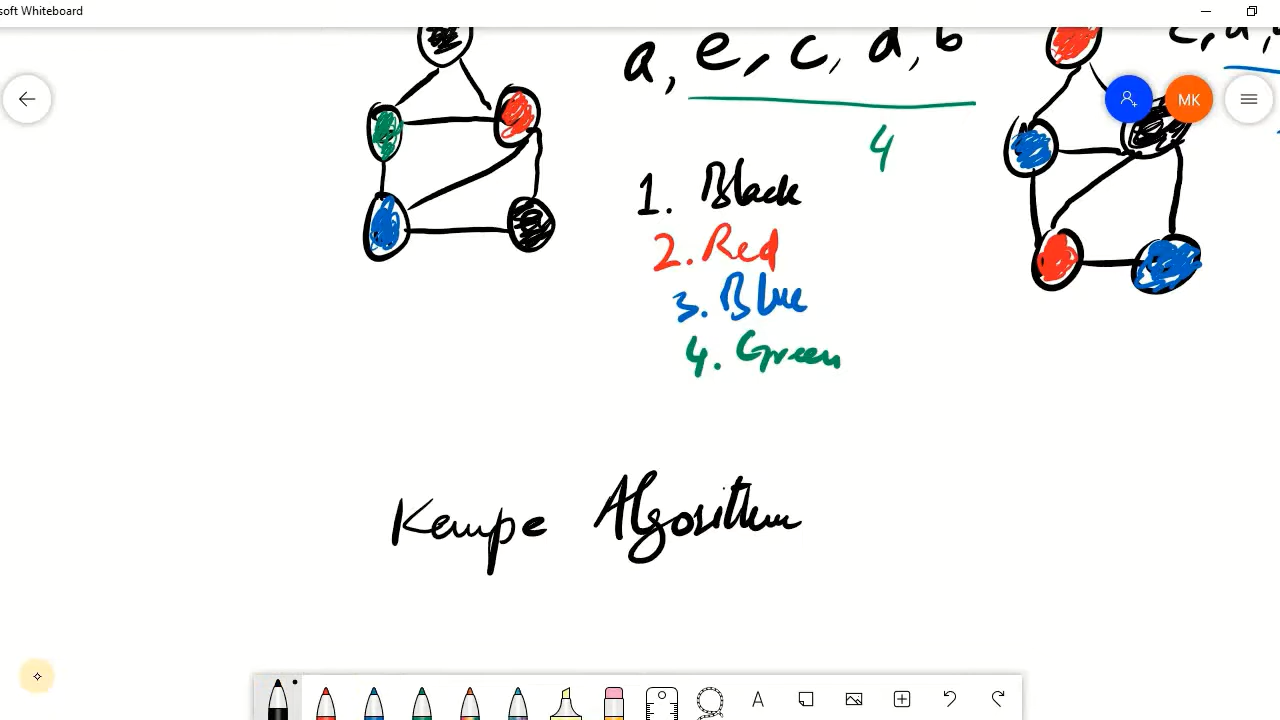 soft Whiteboard
a, e, c, d, b
4
MK
1. Black
2. Red
3. Blue
4. Green
Kempe Algorithm
A